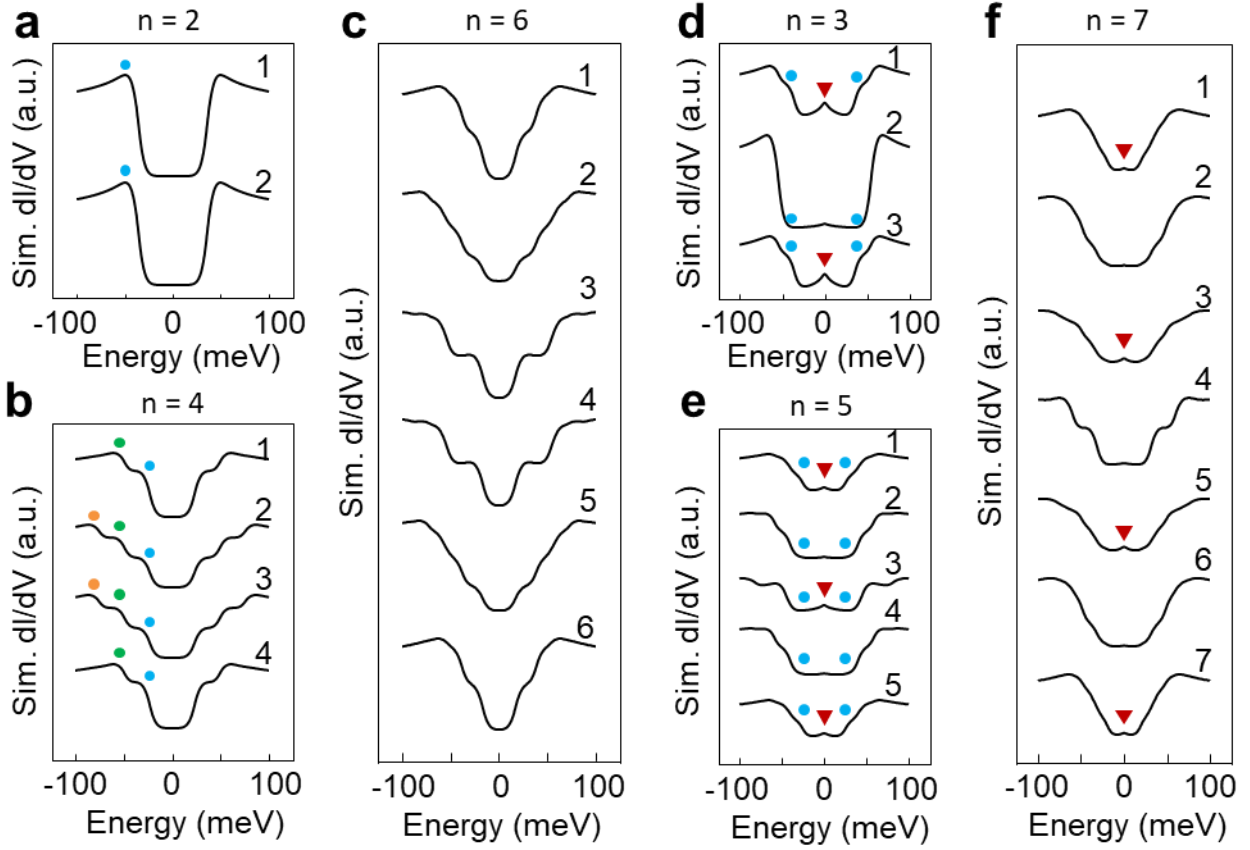 a
n = 2
Sim. dI/dV (a.u.)
1
2
-100 0 100
Energy (meV)
b
n = 4
Sim. dI/dV (a.u.)
1
2
3
4
-100 0 100
Energy (meV)
c
n = 6
Sim. dI/dV (a.u.)
1
2
3
4
5
6
-100 0 100
Energy (meV)
d
n = 3
Sim. dI/dV (a.u.)
1
2
3
-100 0 100
Energy (meV)
e
n = 5
Sim. dI/dV (a.u.)
1
2
3
4
5
-100 0 100
Energy (meV)
f
n = 7
Sim. dI/dV (a.u.)
1
2
3
4
5
6
7
-100 0 100
Energy (meV)